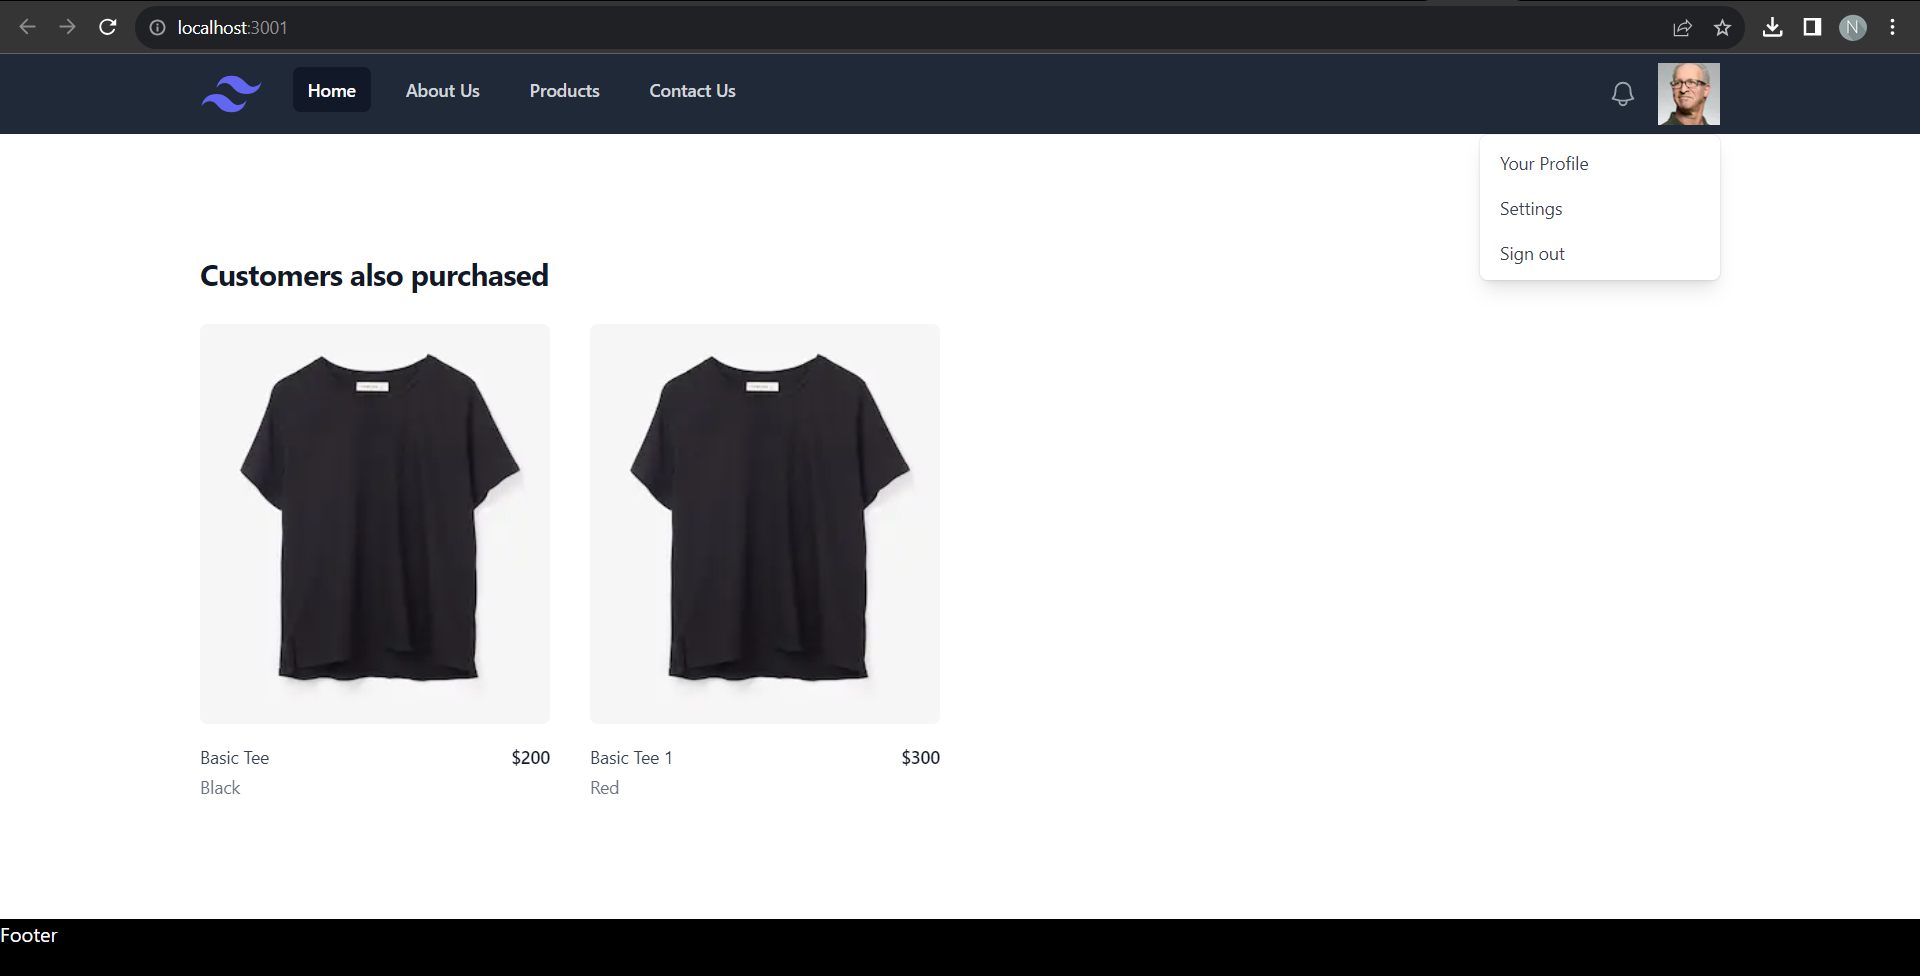 localhost:3001
N
Home About Us Products Contact Us
Your Profile
Settings
Sign out
Customers also purchased
Basic Tee $200
Black
Basic Tee 1 $300
Red
Footer